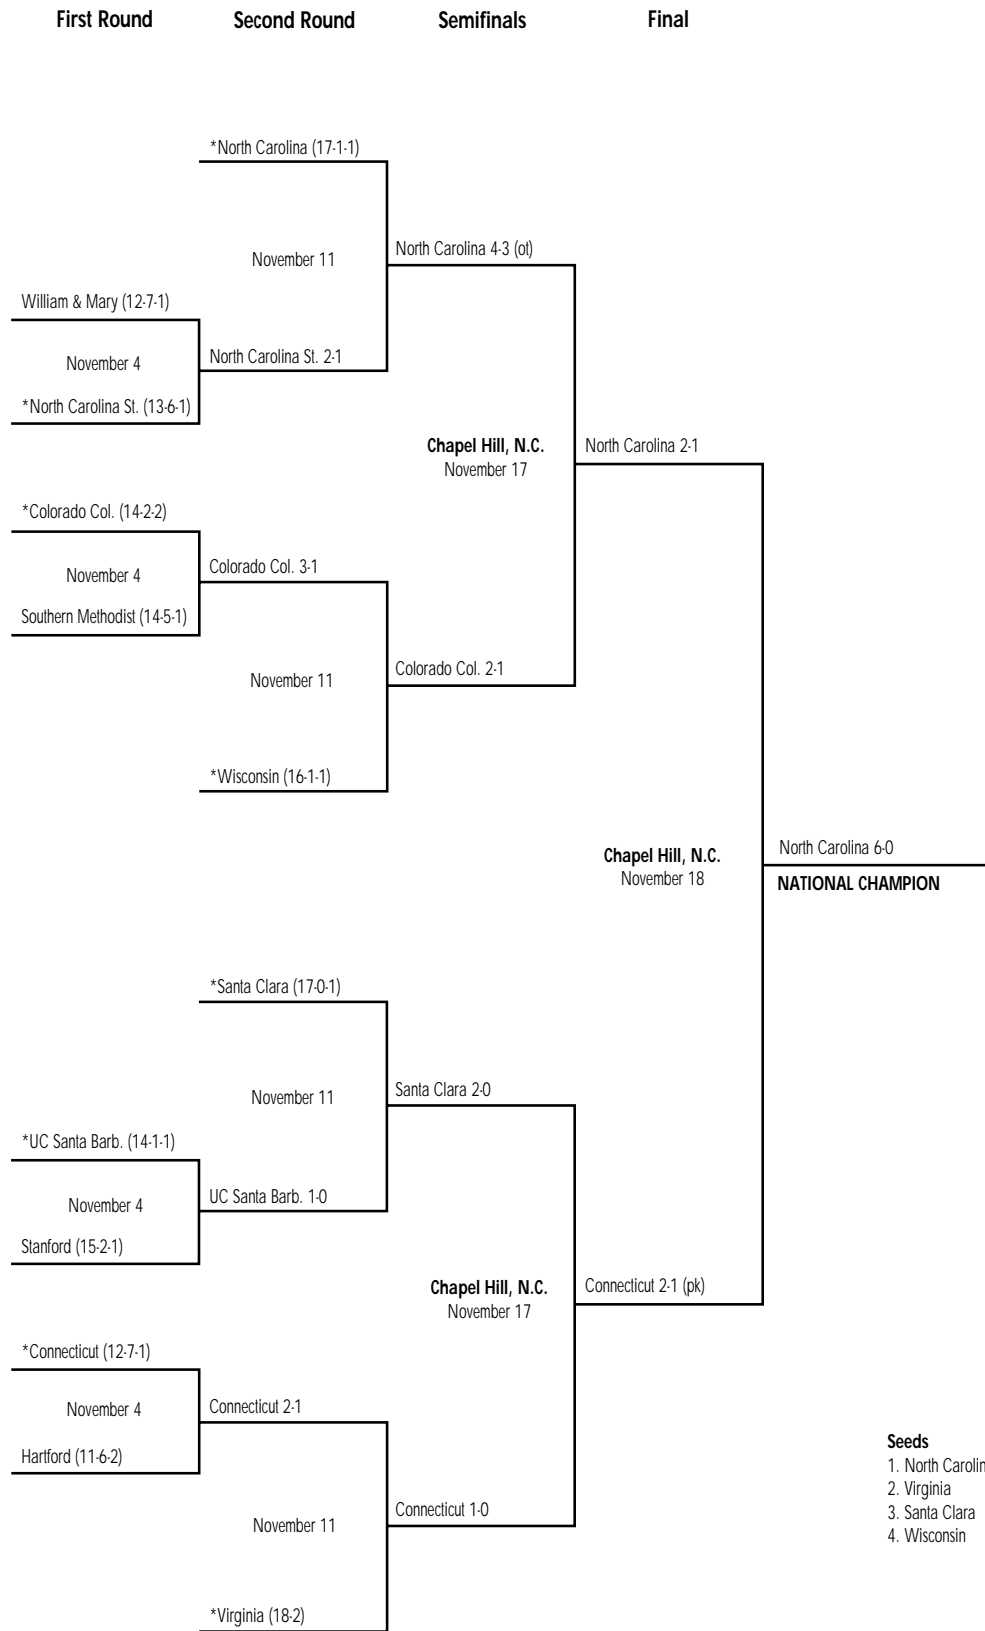 First Round
Second Round
Semifinals
Final
*North Carolina (17-1-1)
North Carolina 4-3 (ot)
November 11
William & Mary (12-7-1)
November 4
North Carolina St. 2-1
*North Carolina St. (13-6-1)
Chapel Hill, N.C.
November 17
North Carolina 2-1
*Colorado Col. (14-2-2)
November 4
Colorado Col. 3-1
Southern Methodist (14-5-1)
November 11
Colorado Col. 2-1
*Wisconsin (16-1-1)
Chapel Hill, N.C.
November 18
North Carolina 6-0
NATIONAL CHAMPION
*Santa Clara (17-0-1)
November 11
Santa Clara 2-0
*UC Santa Barb. (14-1-1)
November 4
UC Santa Barb. 1-0
Stanford (15-2-1)
Chapel Hill, N.C.
November 17
Connecticut 2-1 (pk)
*Connecticut (12-7-1)
November 4
Connecticut 2-1
Hartford (11-6-2)
November 11
Connecticut 1-0
*Virginia (18-2)
Seeds
1. North Carolin
2. Virginia
3. Santa Clara
4. Wisconsin